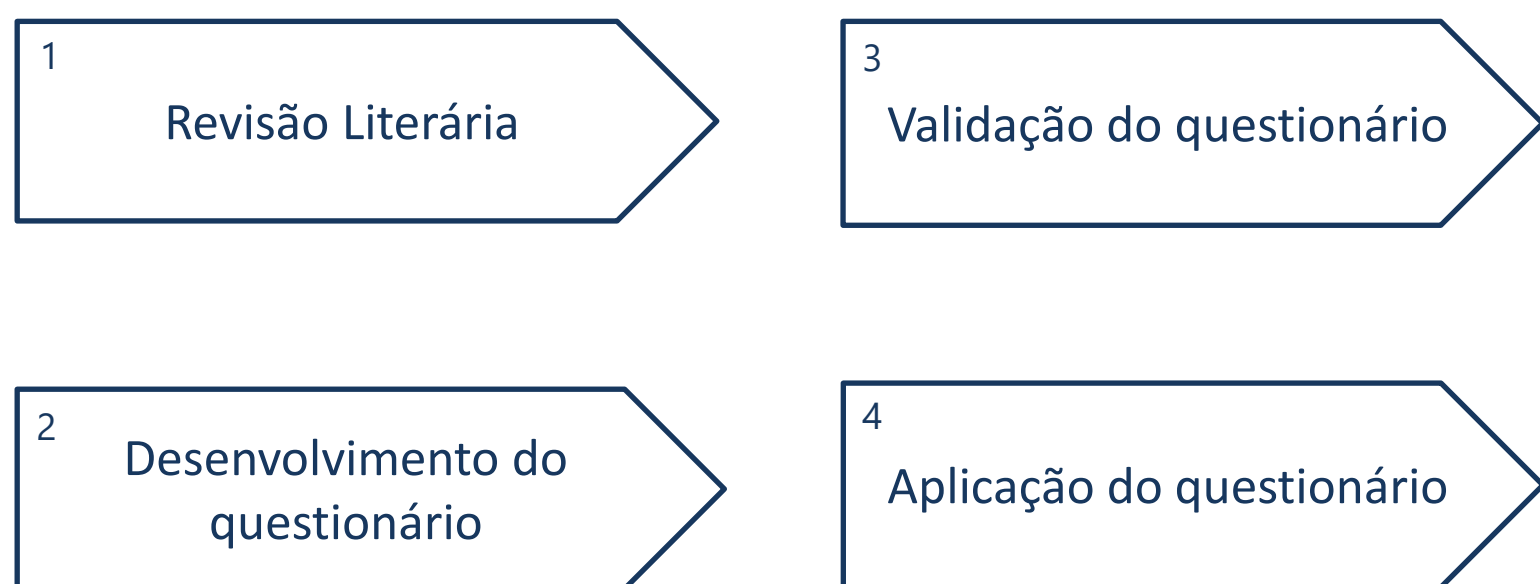 1
Revisão Literária
2
Desenvolvimento do
questionário
3
Validação do questionário
4
Aplicação do questionário